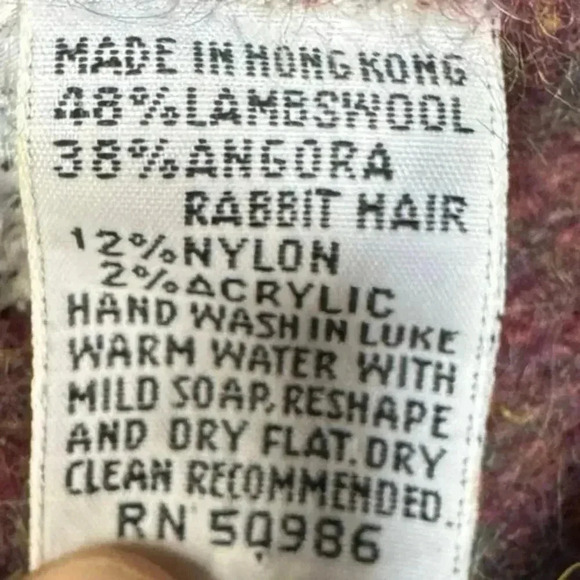 MADE IN HONG KONG
48% LAMBSWOOL
38% ANGORA
RABBIT HAIR
12% NYLON
2% ACRYLIC
HAND WASH IN LUKE
WARM WATER WITH
MILD SOAP, RESHAPE
AND DRY FLAT. DRY
CLEAN RECOMMENDED.
RN 50986